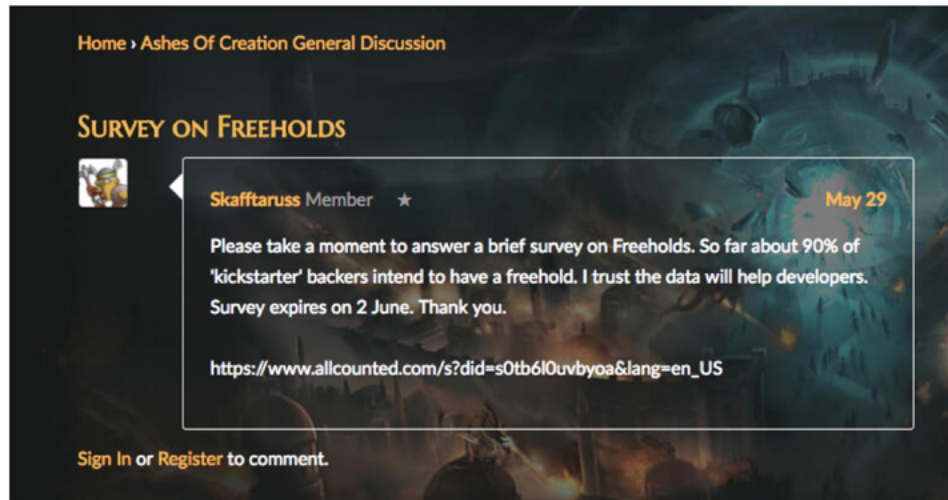 Home › Ashes Of Creation General Discussion
Survey on Freeholds
Skafftaruss Member ★ May 29
Please take a moment to answer a brief survey on Freeholds. So far about 90% of
'kickstarter' backers intend to have a freehold. I trust the data will help developers.
Survey expires on 2 June. Thank you.
https://www.allcounted.com/s?did=s0tb6l0uvbyoa&lang=en_US
Sign In or Register to comment.